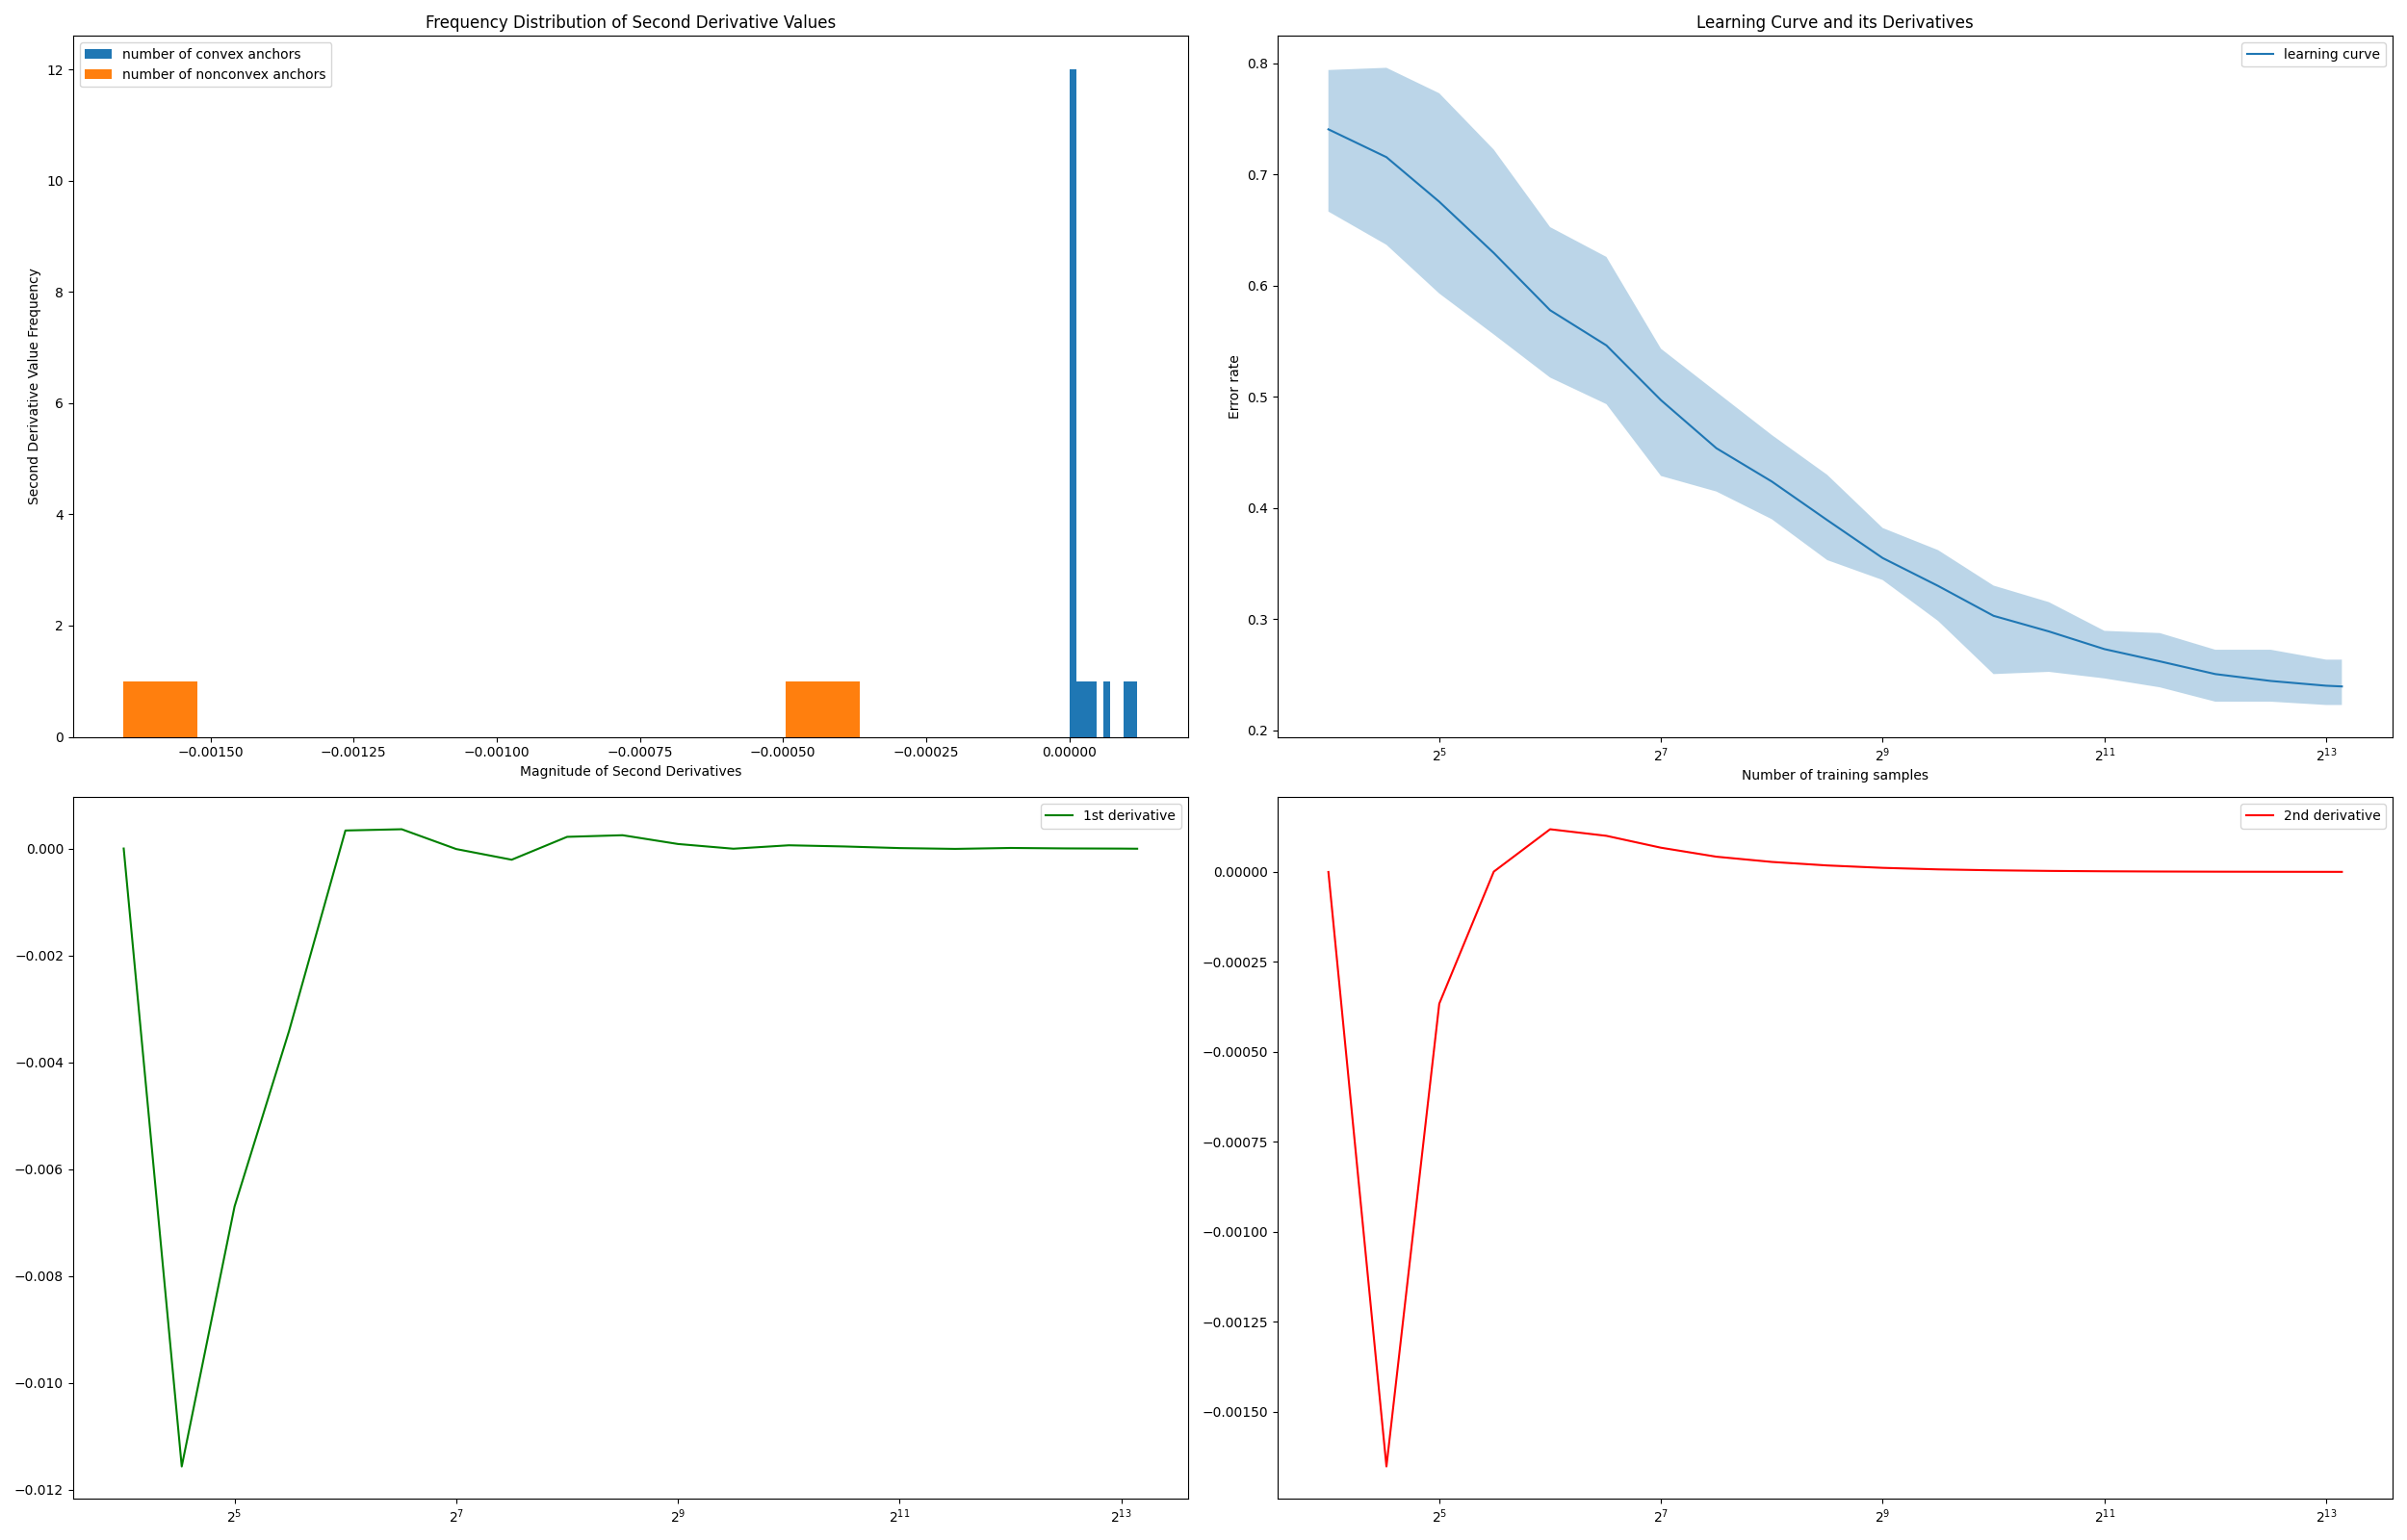 Frequency Distribution of Second Derivative Values
number of convex anchors
number of nonconvex anchors
Second Derivative Value Frequency
12
10
8
6
4
2
0
−0.00150 −0.00125 −0.00100 −0.00075 −0.00050 −0.00025 0.00000
Magnitude of Second Derivatives
Learning Curve and its Derivatives
learning curve
Error rate
0.8
0.7
0.6
0.5
0.4
0.3
0.2
2⁵ 2⁷ 2⁹ 2¹¹ 2¹³
Number of training samples
1st derivative
0.000
−0.002
−0.004
−0.006
−0.008
−0.010
−0.012
2⁵ 2⁷ 2⁹ 2¹¹ 2¹³
2nd derivative
0.00000
−0.00025
−0.00050
−0.00075
−0.00100
−0.00125
−0.00150
2⁵ 2⁷ 2⁹ 2¹¹ 2¹³